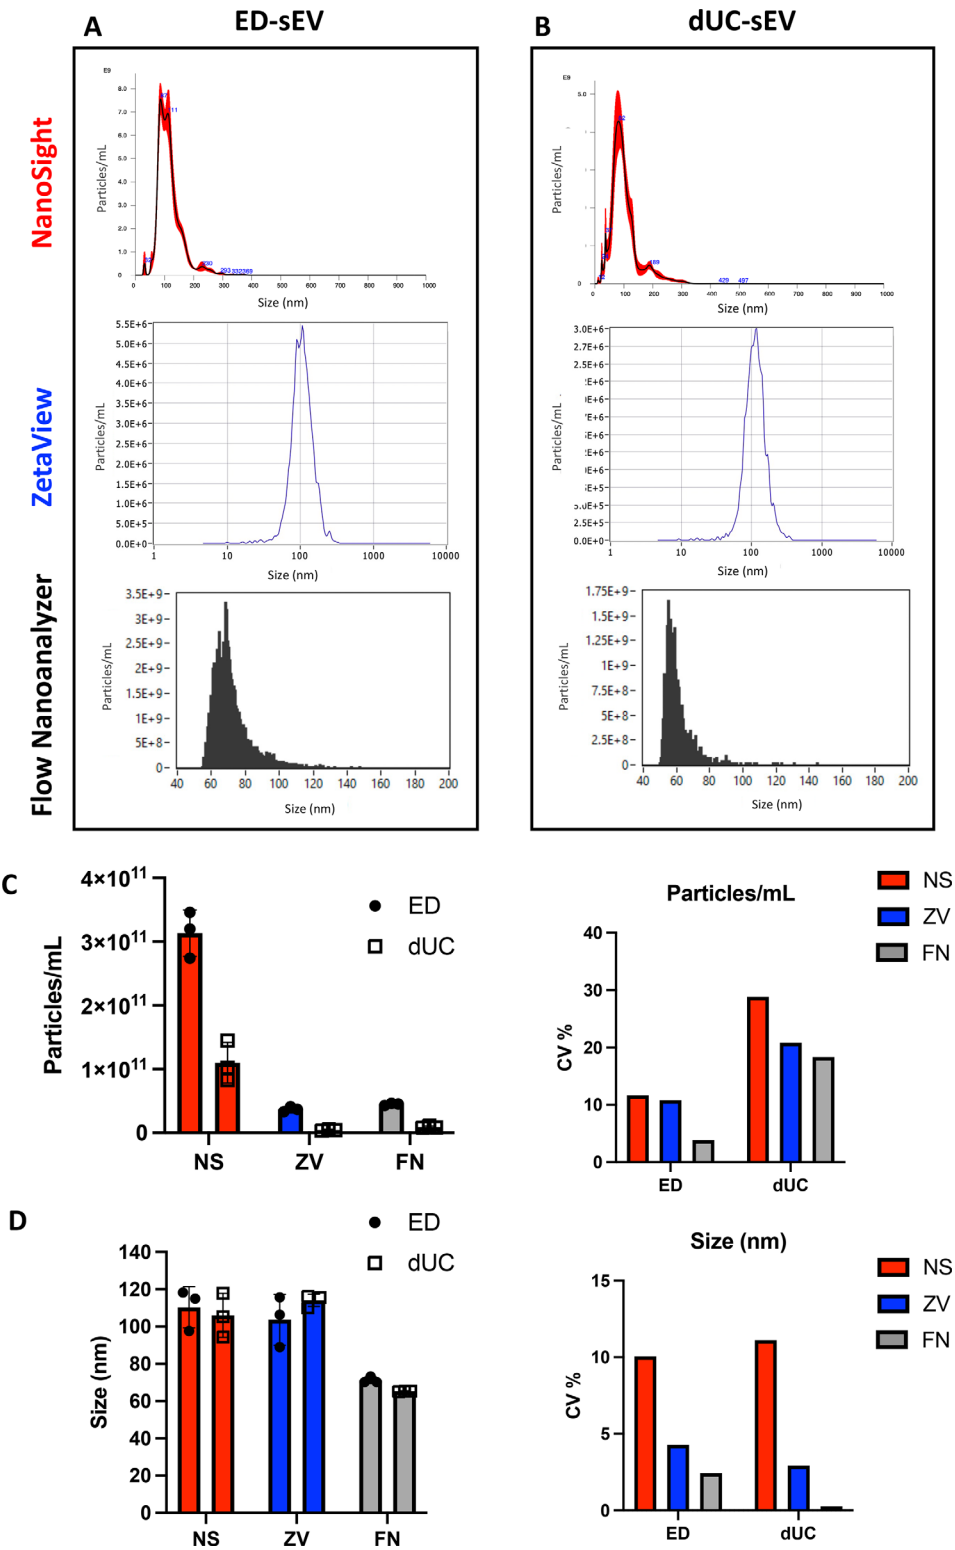 A
ED-sEV
B
dUC-sEV
NanoSight
E9
8.0
7.0
6.0
5.0
4.0
3.0
2.0
1.0
0
Particles/mL
11
293 332369
0 100 200 300 400 500 600 700 800 900 1000
Size (nm)
E9
5.0
0
Particles/mL
189
429 497
0 100 200 300 400 500 600 700 800 900 1000
Size (nm)
ZetaView
5.5E+6
5.0E+6
4.5E+6
4.0E+6
3.5E+6
3.0E+6
2.5E+6
2.0E+6
1.5E+6
1.0E+6
5.0E+5
0.0E+0
Particles/mL
1 10 100 1000 10000
Size (nm)
3.0E+6
2.7E+6
2.5E+5
0.0E+0
Particles/mL
1 10 100 1000 10000
Size (nm)
Flow Nanoanalyzer
3.5E+9
3E+9
2.5E+9
2E+9
1.5E+9
1E+9
5E+8
0
Particles/mL
40 60 80 100 120 140 160 180 200
Size (nm)
1.75E+9
1.5E+9
1.25E+9
1E+9
7.5E+8
5E+8
2.5E+8
0
Particles/mL
40 60 80 100 120 140 160 180 200
Size (nm)
C
4×10¹¹
3×10¹¹
2×10¹¹
1×10¹¹
0
Particles/mL
ED
dUC
NS ZV FN
Particles/mL
NS
ZV
FN
40
30
20
10
0
CV %
ED dUC
D
140
120
100
80
60
40
20
0
Size (nm)
ED
dUC
NS ZV FN
Size (nm)
NS
ZV
FN
15
10
5
0
CV %
ED dUC